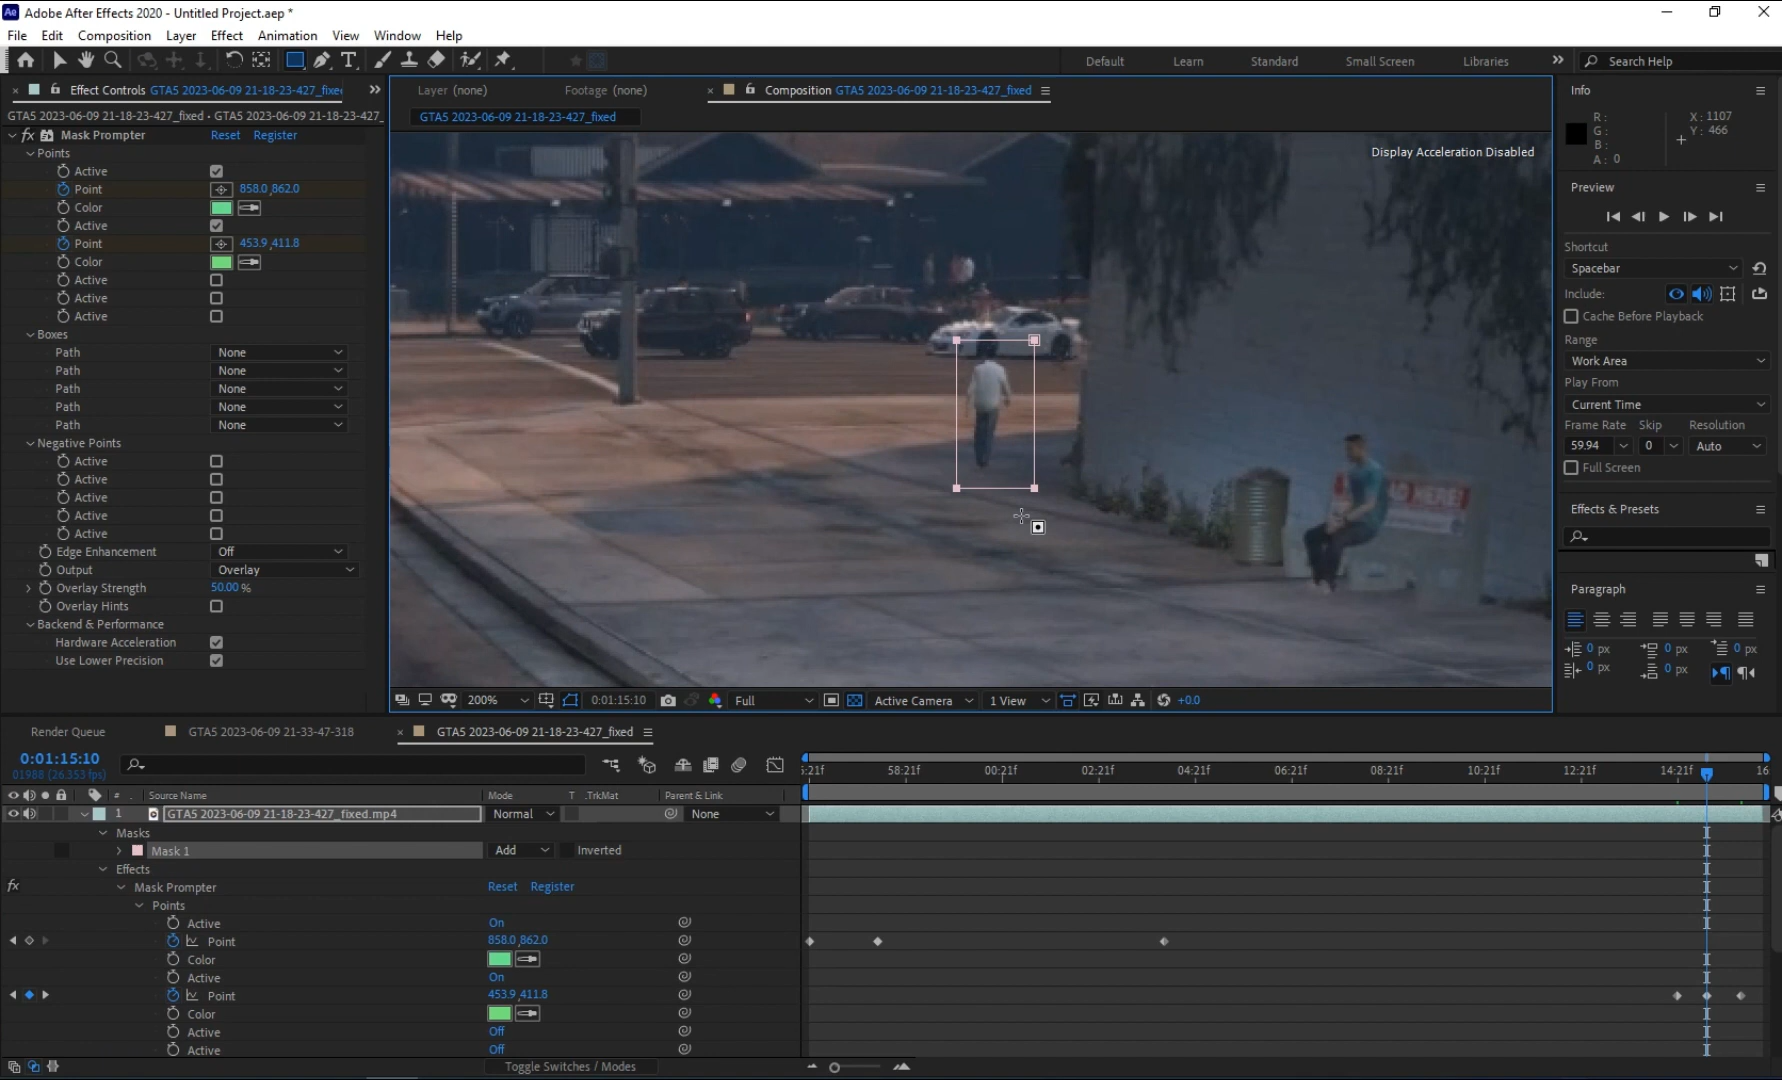 Ae Adobe After Effects 2020 - Untitled Project.aep *
File Edit Composition Layer Effect Animation View Window Help
Default Learn Standard Small Screen Libraries Search Help
Effect Controls GTA5 2023-06-09 21-18-23-427_fixed
GTA5 2023-06-09 21-18-23-427_fixed • GTA5 2023-06-09 21-18-23-427_
fx Mask Prompter Reset Register
Points
Active
Point 858.0,862.0
Color
Active
Point 453.9,411.8
Color
Active
Active
Active
Boxes
Path None
Path None
Path None
Path None
Path None
Negative Points
Active
Active
Active
Active
Active
Edge Enhancement Off
Output Overlay
Overlay Strength 50.00 %
Overlay Hints
Backend & Performance
Hardware Acceleration
Use Lower Precision
Layer (none) Footage (none) Composition GTA5 2023-06-09 21-18-23-427_fixed
GTA5 2023-06-09 21-18-23-427_fixed
Display Acceleration Disabled
AD HERE!
200% 0:01:15:10 Full Active Camera 1 View +0.0
Info
R : X : 1107
G : Y : 466
B :
A : 0
Preview
Shortcut
Spacebar
Include:
Cache Before Playback
Range
Work Area
Play From
Current Time
Frame Rate Skip Resolution
59.94 0 Auto
Full Screen
Effects & Presets
Paragraph
0 px 0 px 0 px
0 px 0 px
Render Queue GTA5 2023-06-09 21-33-47-318 GTA5 2023-06-09 21-18-23-427_fixed
0:01:15:10
01988 (26.353 fps)
:21f 58:21f 00:21f 02:21f 04:21f 06:21f 08:21f 10:21f 12:21f 14:21f 16
# Source Name Mode T .TrkMat Parent & Link
1 GTA5 2023-06-09 21-18-23-427_fixed.mp4 Normal None
Masks
Mask 1 Add Inverted
Effects
fx Mask Prompter Reset Register
Points
Active On
Point 858.0,862.0
Color
Active On
Point 453.9,411.8
Color
Active Off
Active Off
Toggle Switches / Modes